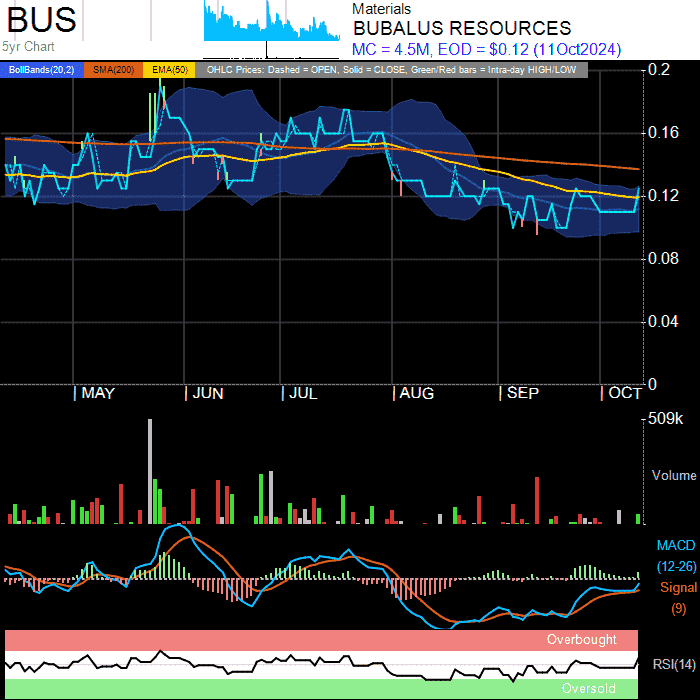 BUS
5yr Chart
Materials
BUBALUS RESOURCES
MC = 4.5M, EOD = $0.12 (11Oct2024)
BollBands(20,2) SMA(200) EMA(50) OHLC Prices: Dashed = OPEN, Solid = CLOSE, Green/Red bars = Intra-day HIGH/LOW
0.2
0.16
0.12
0.08
0.04
0
MAY JUN JUL AUG SEP OCT
509k
Volume
MACD
(12-26)
Signal
(9)
Overbought
RSI(14)
Oversold